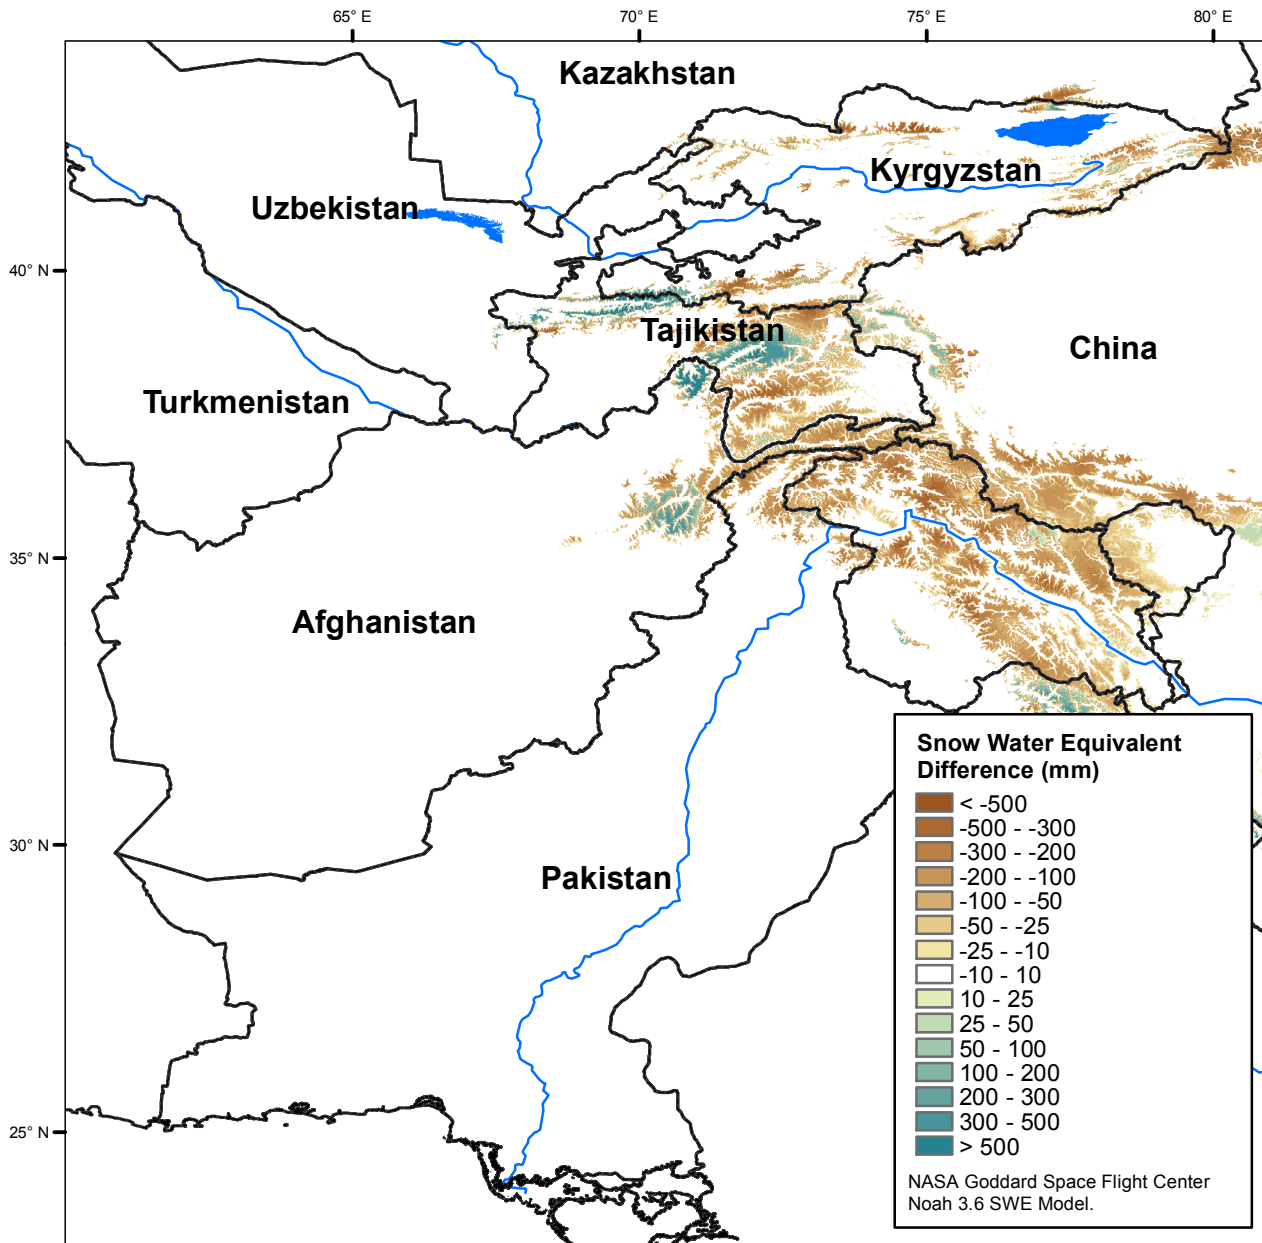 65° E
70° E
75° E
80° E
Kazakhstan
Kyrgyzstan
Uzbekistan
40° N
Tajikistan
China
Turkmenistan
35° N
Afghanistan
30° N
Pakistan
25° N
Snow Water Equivalent
Difference (mm)
< -500
-500 - -300
-300 - -200
-200 - -100
-100 - -50
-50 - -25
-25 - -10
-10 - 10
10 - 25
25 - 50
50 - 100
100 - 200
200 - 300
300 - 500
> 500
NASA Goddard Space Flight Center
Noah 3.6 SWE Model.